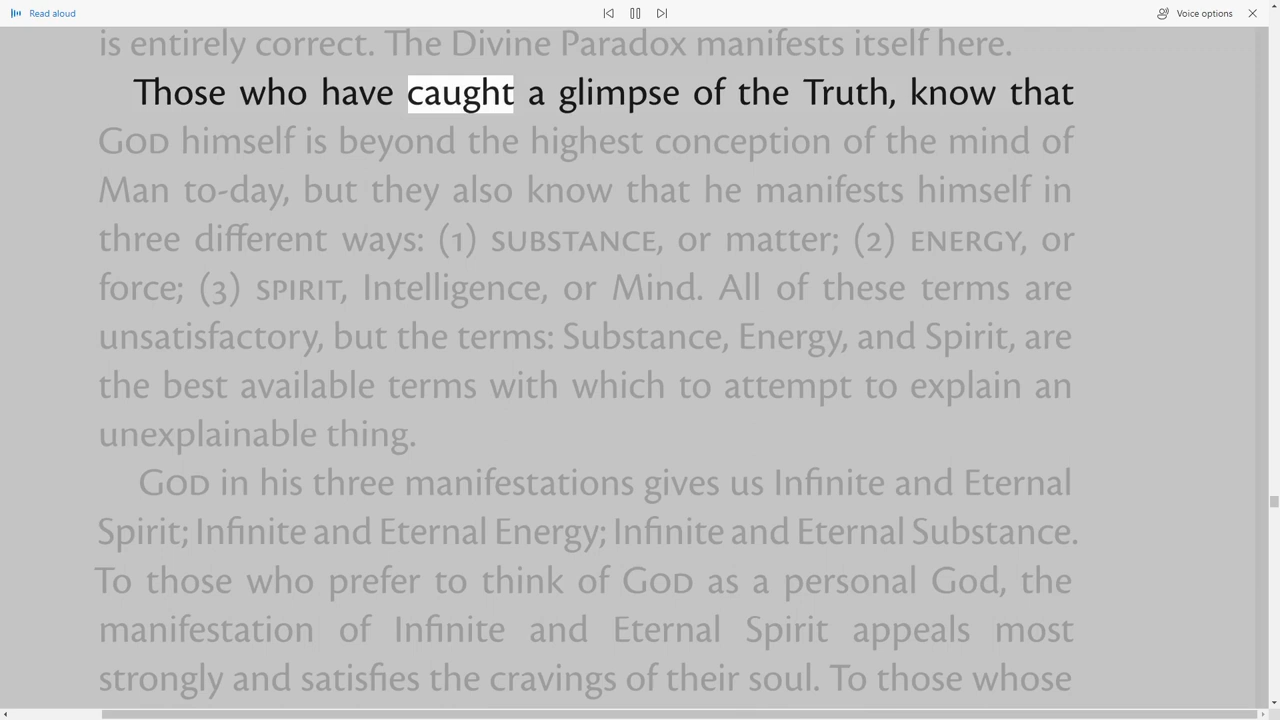 Read aloud
Voice options
is entirely correct. The Divine Paradox manifests itself here.
Those who have caught a glimpse of the Truth, know that
GOD himself is beyond the highest conception of the mind of
Man to-day, but they also know that he manifests himself in
three different ways: (1) SUBSTANCE, or matter; (2) ENERGY, or
force; (3) SPIRIT, Intelligence, or Mind. All of these terms are
unsatisfactory, but the terms: Substance, Energy, and Spirit, are
the best available terms with which to attempt to explain an
unexplainable thing.
GOD in his three manifestations gives us Infinite and Eternal
Spirit; Infinite and Eternal Energy; Infinite and Eternal Substance.
To those who prefer to think of GOD as a personal God, the
manifestation of Infinite and Eternal Spirit appeals most
strongly and satisfies the cravings of their soul. To those whose